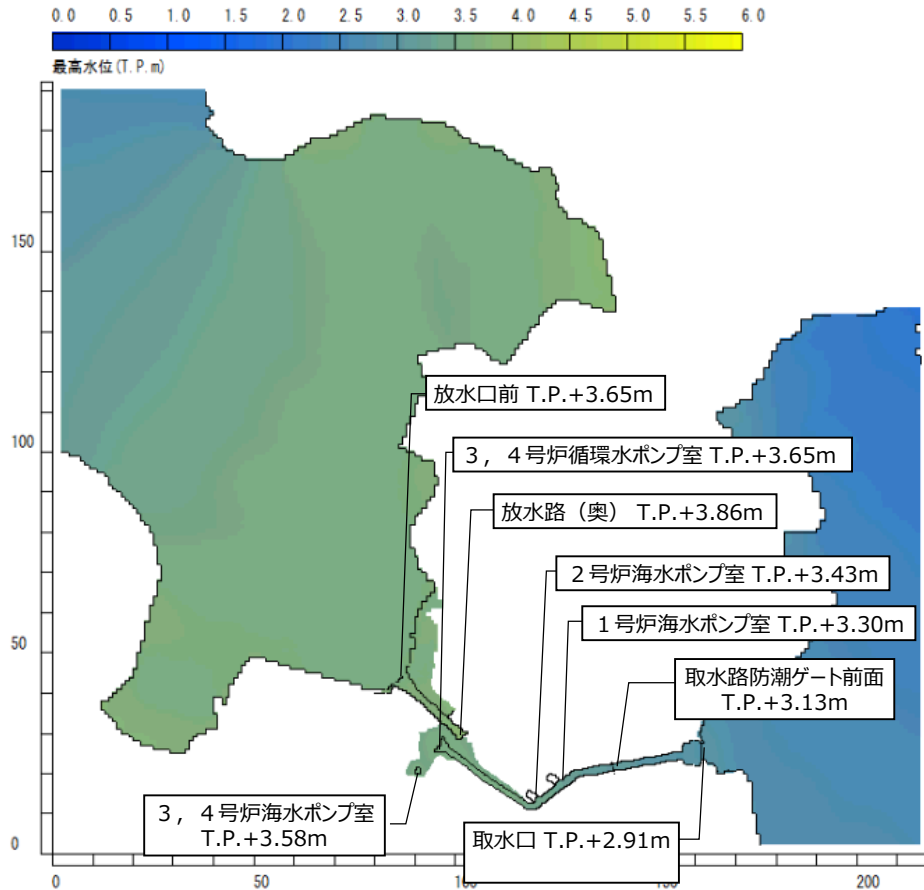 0.0 0.5 1.0 1.5 2.0 2.5 3.0 3.5 4.0 4.5 5.0 5.5 6.0
最高水位(T.P.m)
150
100
50
0
放水口前 T.P.+3.65m
3，4号炉循環水ポンプ室 T.P.+3.65m
放水路（奥） T.P.+3.86m
2号炉海水ポンプ室 T.P.+3.43m
1号炉海水ポンプ室 T.P.+3.30m
取水路防潮ゲート前面
T.P.+3.13m
3，4号炉海水ポンプ室
T.P.+3.58m
取水口 T.P.+2.91m
0 50 100 200